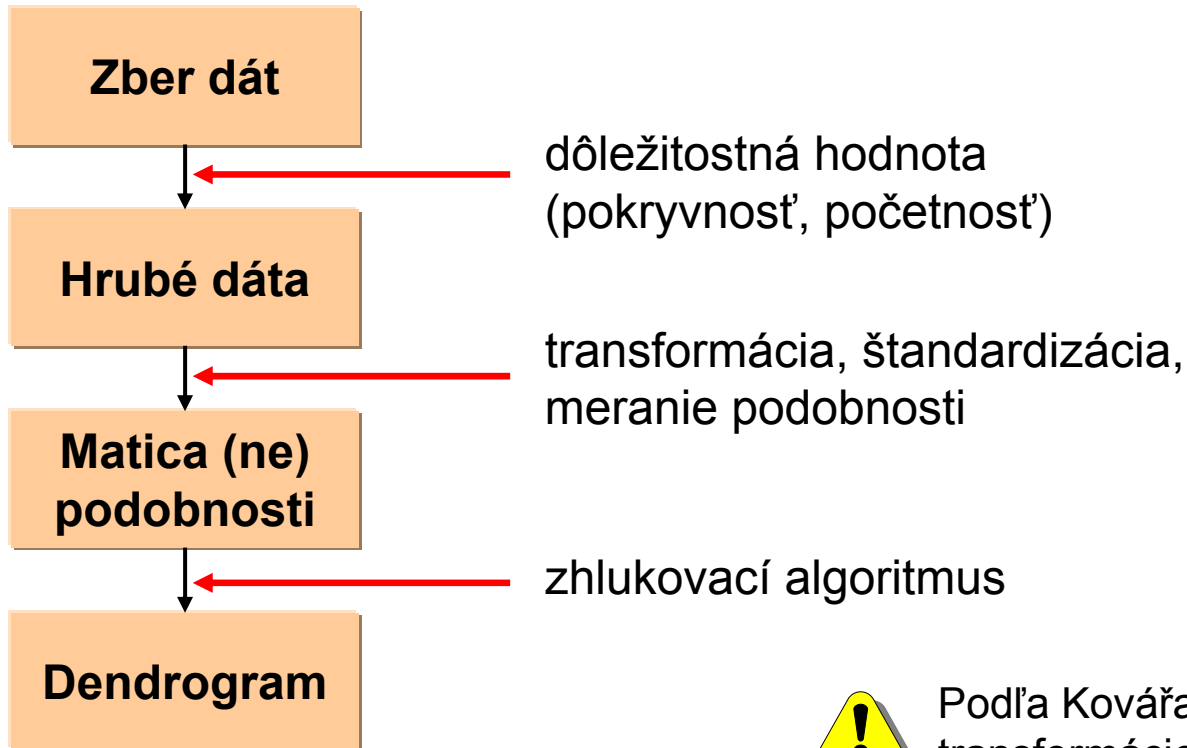 Zber dát
dôležitostná hodnota
(pokryvnosť, početnosť)
Hrubé dáta
transformácia, štandardizácia,
meranie podobnosti
Matica (ne)
podobnosti
zhlukovací algoritmus
Dendrogram
Podľa Kovářa